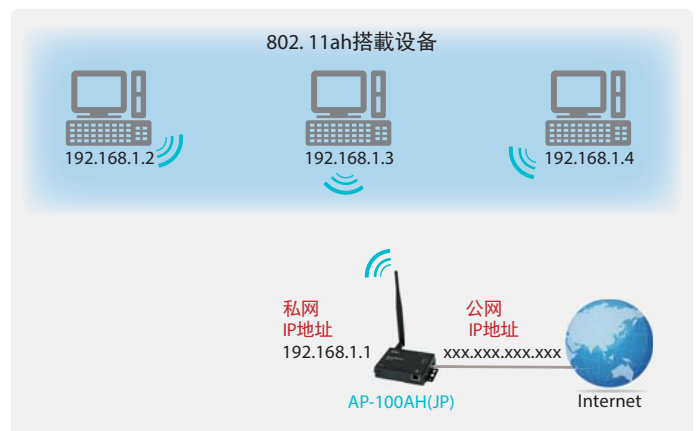 802. 11ah搭載设备
192.168.1.2
192.168.1.3
192.168.1.4
私网
IP地址
192.168.1.1
公网
IP地址
xxx.xxx.xxx.xxx
AP-100AH(JP)
Internet